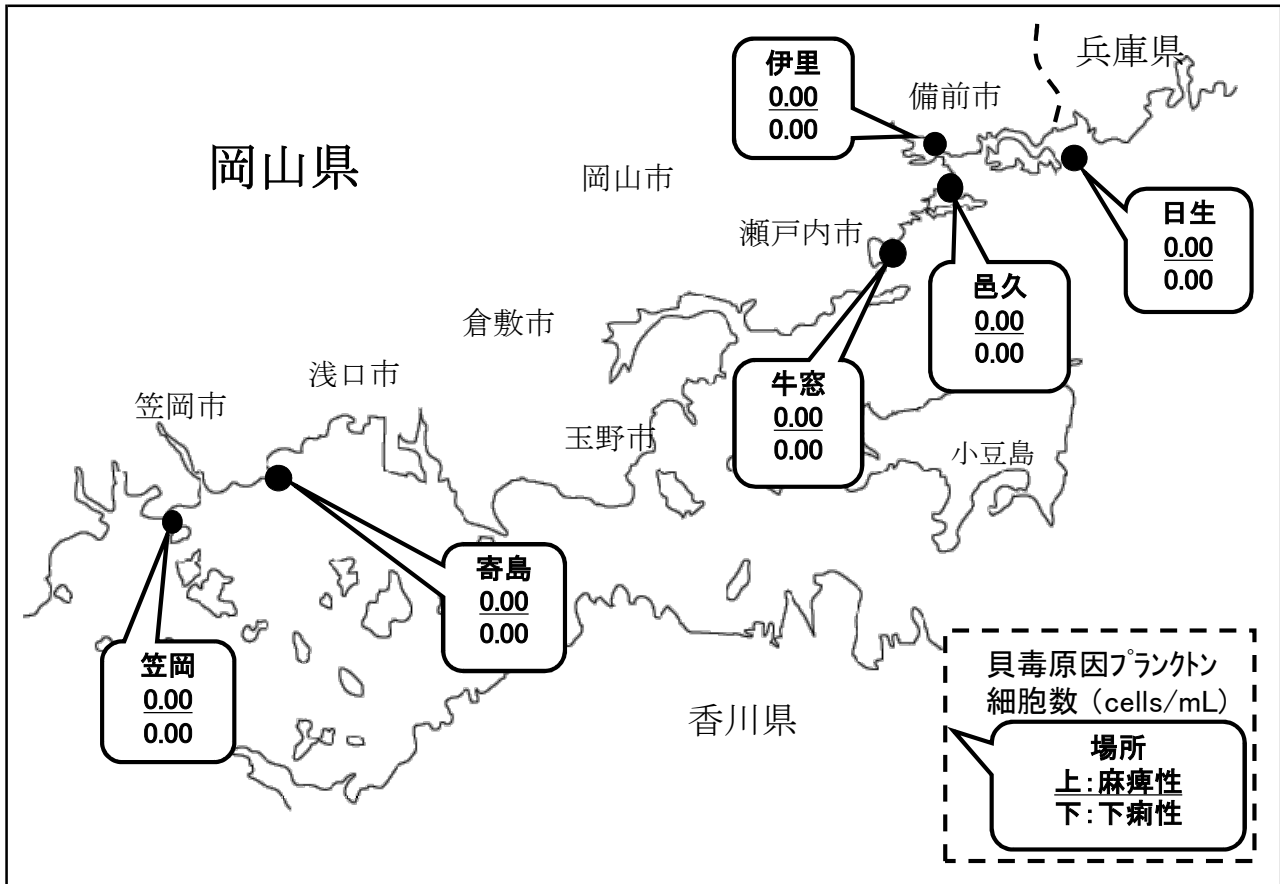 兵庫県
伊里
0.00
0.00
備前市
岡山県
岡山市
日生
0.00
0.00
瀬戸内市
邑久
0.00
0.00
倉敷市
牛窓
0.00
0.00
浅口市
笠岡市
玉野市
小豆島
寄島
0.00
0.00
笠岡
0.00
0.00
香川県
貝毒原因プランクトン
細胞数 (cells/mL)
場所
上:麻痺性
下:下痢性